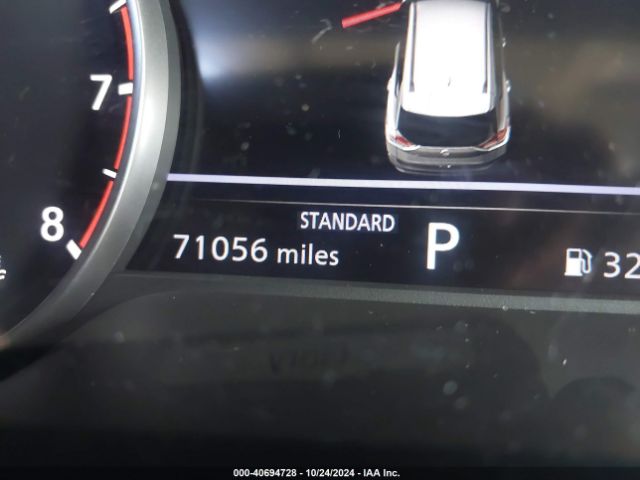 7
8
STANDARD
71056 miles
P
32
000-40694728 - 10/24/2024 - IAA Inc.